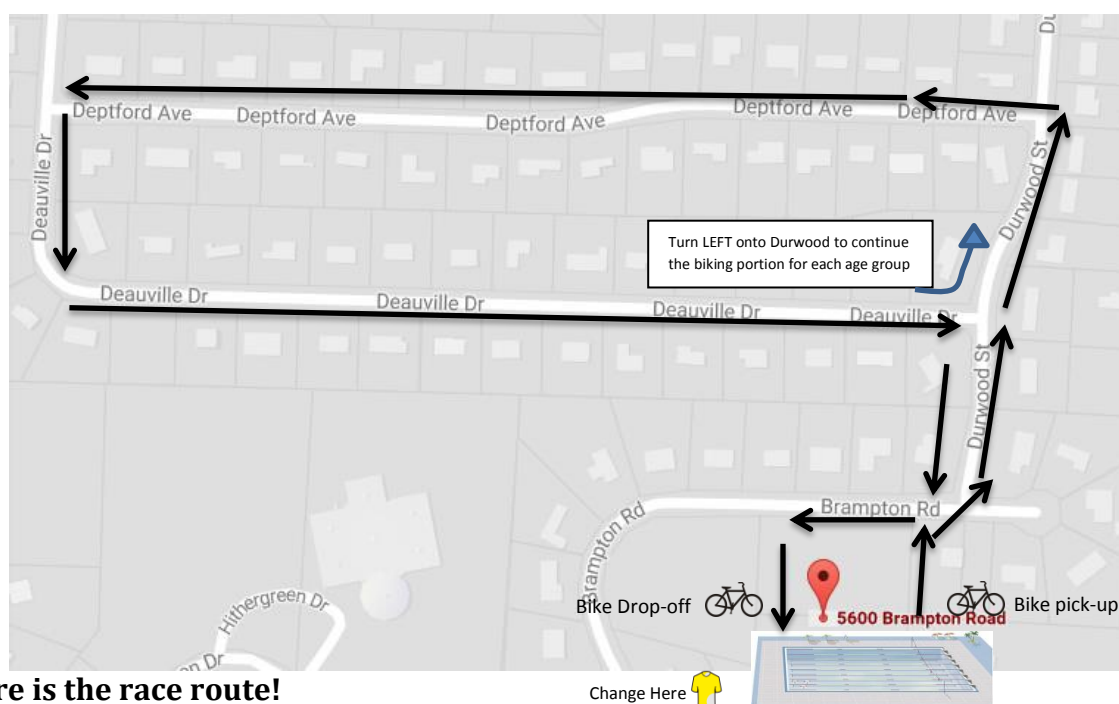 Du
Deptford Ave
Deptford Ave
Deptford Ave
Deptford Ave
Deptford Ave
Deauville Dr
Durwood St
Turn LEFT onto Durwood to continue
the biking portion for each age group
Deauville Dr
Deauville Dr
Deauville Dr
Deauville Dr
Durwood St
Brampton Rd
Brampton Rd
Hithergreen Dr
Bike Drop-off
Bike pick-up
5600 Brampton Road
en Dr
re is the race route!
Change Here